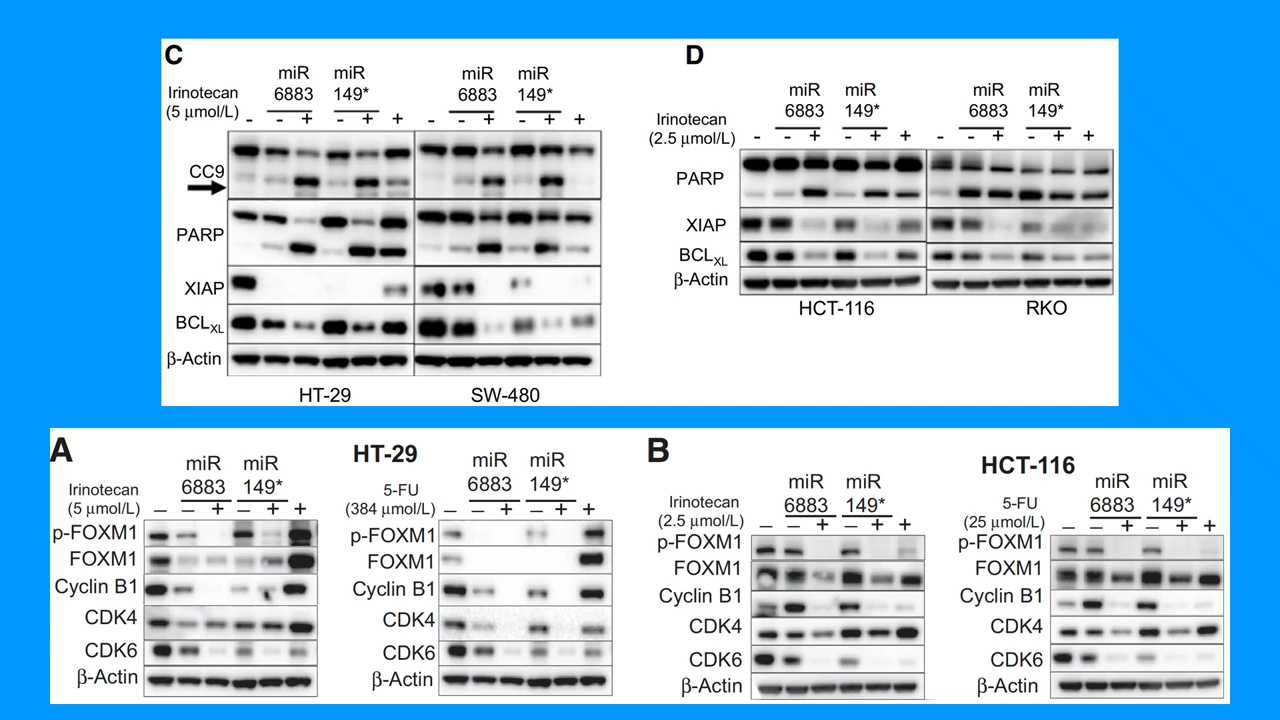 C
miR 6883 miR 149*
Irinotecan (5 μmol/L)
- - + - + + - - + - + +
CC9
PARP
XIAP
BCLXL
β-Actin
HT-29 SW-480
D
miR 6883 miR 149* miR 6883 miR 149*
Irinotecan (2.5 μmol/L)
- - + - + + - - + - + +
PARP
XIAP
BCLXL
β-Actin
HCT-116 RKO
A
HT-29
miR 6883 miR 149*
Irinotecan (5 μmol/L)
– – + – + +
p-FOXM1
FOXM1
Cyclin B1
CDK4
CDK6
β-Actin
miR 6883 miR 149*
5-FU (384 μmol/L)
– – + – + +
p-FOXM1
FOXM1
Cyclin B1
CDK4
CDK6
β-Actin
B
HCT-116
miR 6883 miR 149*
Irinotecan (2.5 μmol/L)
– – + – + +
p-FOXM1
FOXM1
Cyclin B1
CDK4
CDK6
β-Actin
miR 6883 miR 149*
5-FU (25 μmol/L)
– – + – + +
p-FOXM1
FOXM1
Cyclin B1
CDK4
CDK6
β-Actin